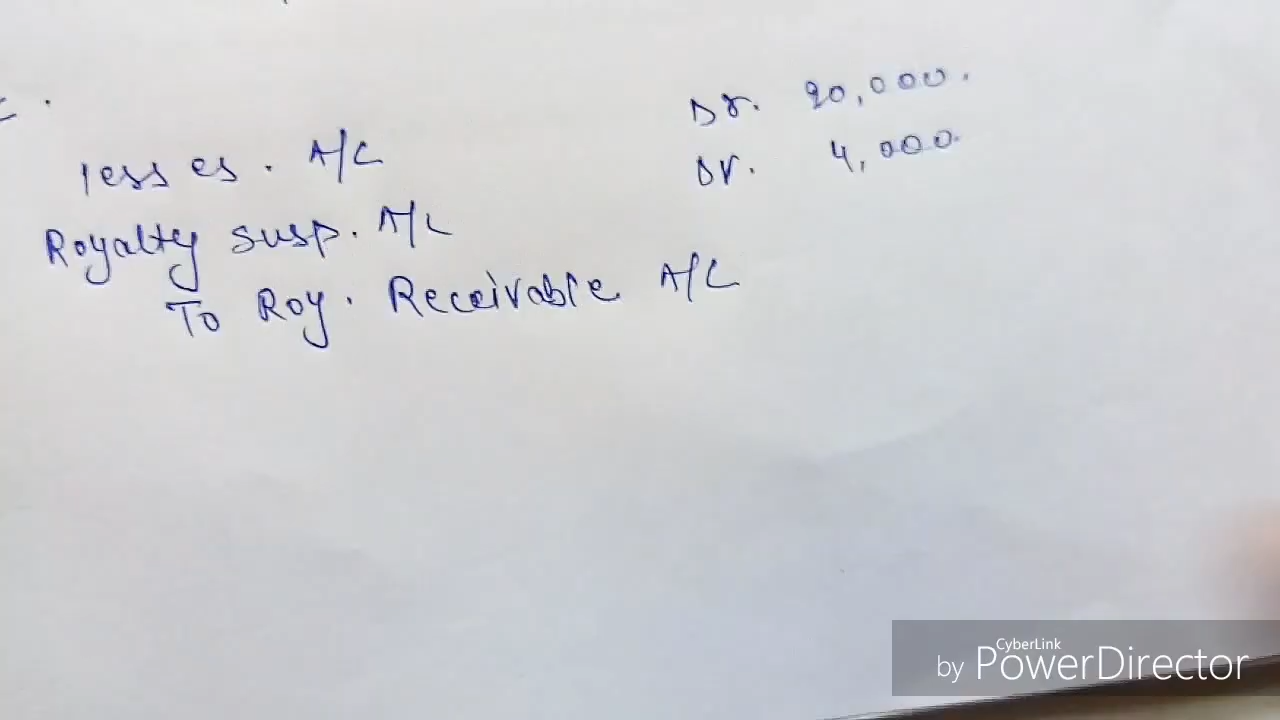 lesses. A/C Dr. 20,000.
Royalty susp. A/C Dr. 4,000.
To Roy. Receivable A/C
CyberLink
by PowerDirector